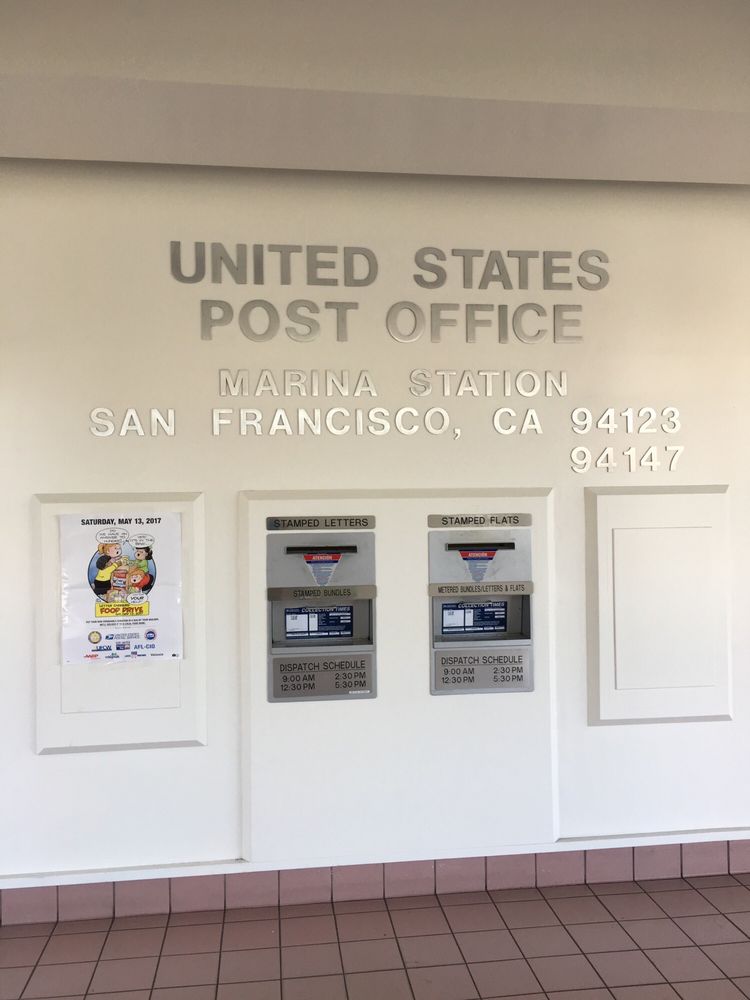 UNITED STATES
POST OFFICE
MARINA STATION
SAN FRANCISCO, CA 94123
94147
SATURDAY, MAY 13, 2017
FOOD DRIVE
AFL-CIO
STAMPED LETTERS
ATENCIÓN
STAMPED BUNDLES
COLLECTION TIMES
DISPATCH SCHEDULE
9:00 AM 2:30 PM
12:30 PM 5:30 PM
STAMPED FLATS
ATENCIÓN
METERED BUNDLES/LETTERS & FLATS
COLLECTION TIMES
DISPATCH SCHEDULE
9:00 AM 2:30 PM
12:30 PM 5:30 PM